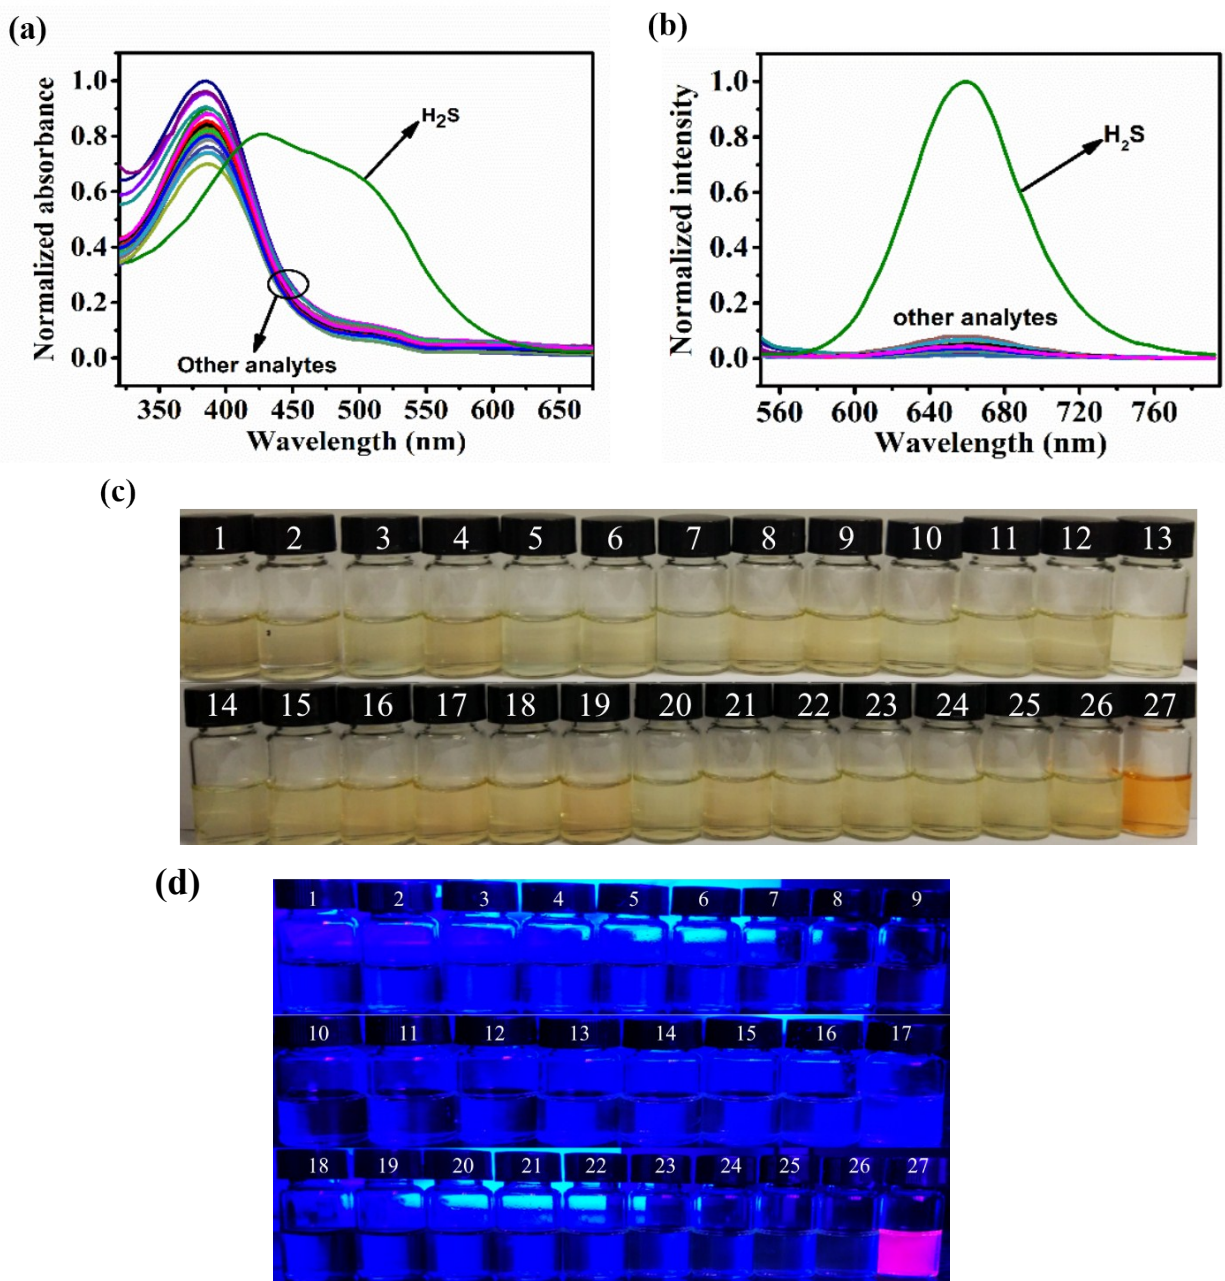 (a)
Normalized absorbance
1.0
0.8
0.6
0.4
0.2
0.0
H₂S
Other analytes
350 400 450 500 550 600 650
Wavelength (nm)
(b)
Normalized intensity
1.0
0.8
0.6
0.4
0.2
0.0
H₂S
other analytes
560 600 640 680 720 760
Wavelength (nm)
(c)
1 2 3 4 5 6 7 8 9 10 11 12 13
3
14 15 16 17 18 19 20 21 22 23 24 25 26 27
(d)
1 2 3 4 5 6 7 8 9
10 11 12 13 14 15 16 17
18 19 20 21 22 23 24 25 26 27